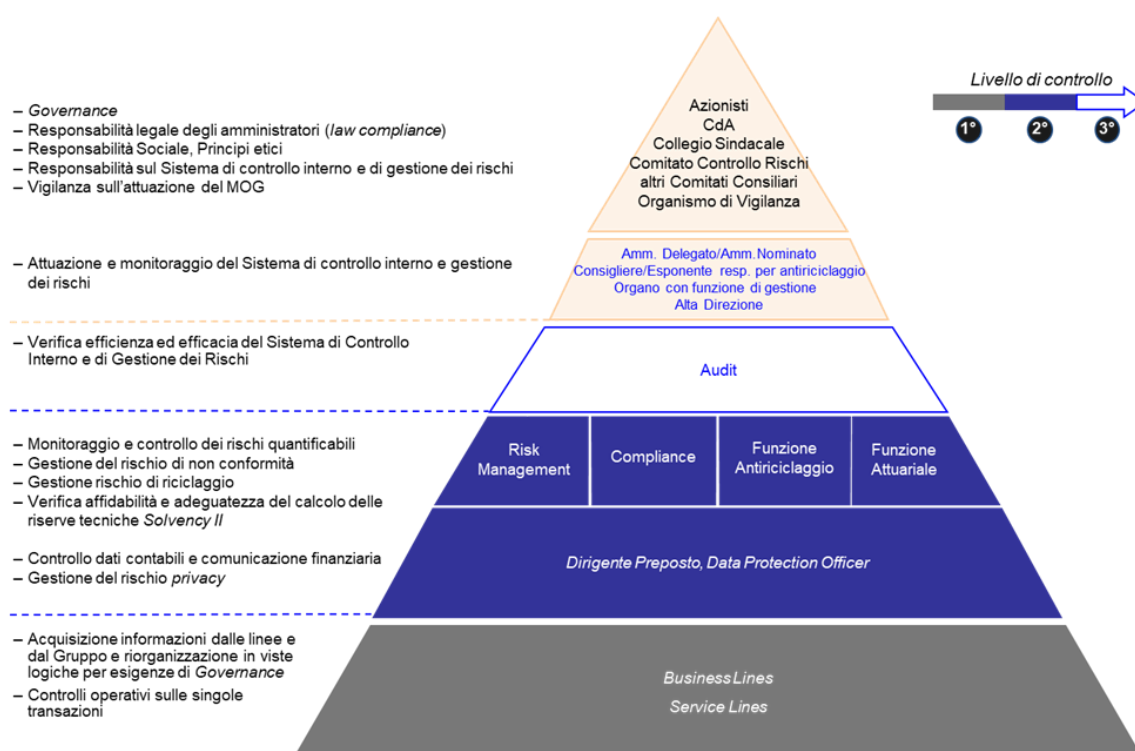 Livello di controllo
1° 2° 3°
– Governance
– Responsabilità legale degli amministratori (law compliance)
– Responsabilità Sociale, Principi etici
– Responsabilità sul Sistema di controllo interno e di gestione dei rischi
– Vigilanza sull'attuazione del MOG
Azionisti
CdA
Collegio Sindacale
Comitato Controllo Rischi
altri Comitati Consiliari
Organismo di Vigilanza
– Attuazione e monitoraggio del Sistema di controllo interno e gestione
dei rischi
Amm. Delegato/Amm.Nominato
Consigliere/Esponente resp. per antiriciclaggio
Organo con funzione di gestione
Alta Direzione
– Verifica efficienza ed efficacia del Sistema di Controllo
Interno e di Gestione dei Rischi
Audit
– Monitoraggio e controllo dei rischi quantificabili
– Gestione del rischio di non conformità
– Gestione rischio di riciclaggio
– Verifica affidabilità e adeguatezza del calcolo delle
riserve tecniche Solvency II
Risk
Management
Compliance
Funzione
Antiriciclaggio
Funzione
Attuariale
– Controllo dati contabili e comunicazione finanziaria
– Gestione del rischio privacy
Dirigente Preposto, Data Protection Officer
– Acquisizione informazioni dalle linee e
dal Gruppo e riorganizzazione in viste
logiche per esigenze di Governance
– Controlli operativi sulle singole
transazioni
Business Lines
Service Lines